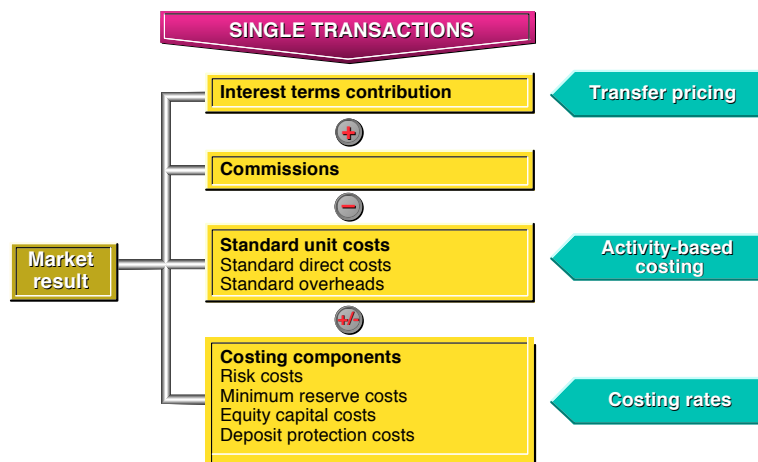 SINGLE TRANSACTIONS
Interest terms contribution
Transfer pricing
+
Commissions
−
Market
result
Standard unit costs
Standard direct costs
Standard overheads
Activity-based
costing
+/-
Costing components
Risk costs
Minimum reserve costs
Equity capital costs
Deposit protection costs
Costing rates